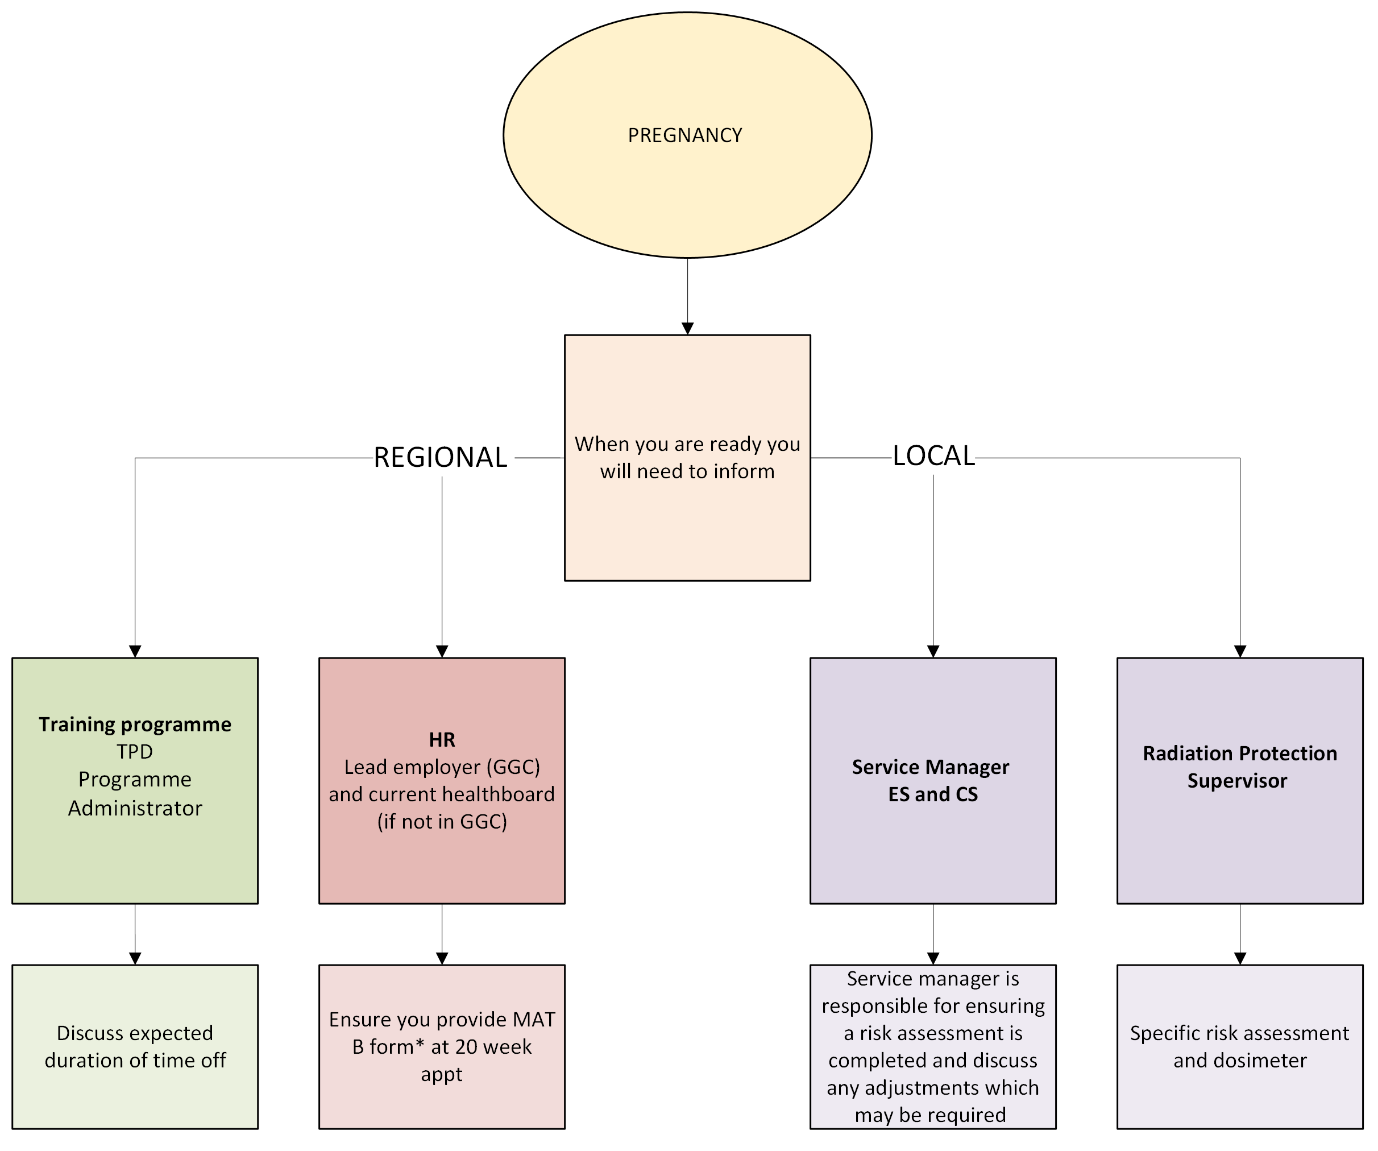 PREGNANCY
When you are ready you
will need to inform
REGIONAL
LOCAL
Training programme
TPD
Programme
Administrator
HR
Lead employer (GGC)
and current healthboard
(if not in GGC)
Service Manager
ES and CS
Radiation Protection
Supervisor
Discuss expected
duration of time off
Ensure you provide MAT
B form* at 20 week
appt
Service manager is
responsible for ensuring
a risk assessment is
completed and discuss
any adjustments which
may be required
Specific risk assessment
and dosimeter